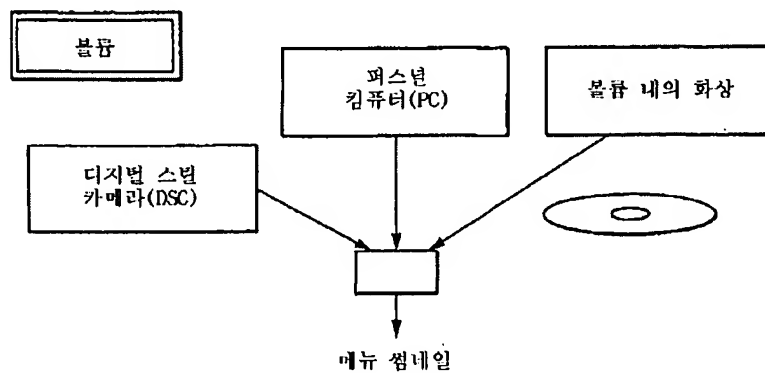 볼륨
퍼스널
컴퓨터(PC)
볼륨 내의 화상
디지털 스틸
카메라(DSC)
메뉴 썸네일